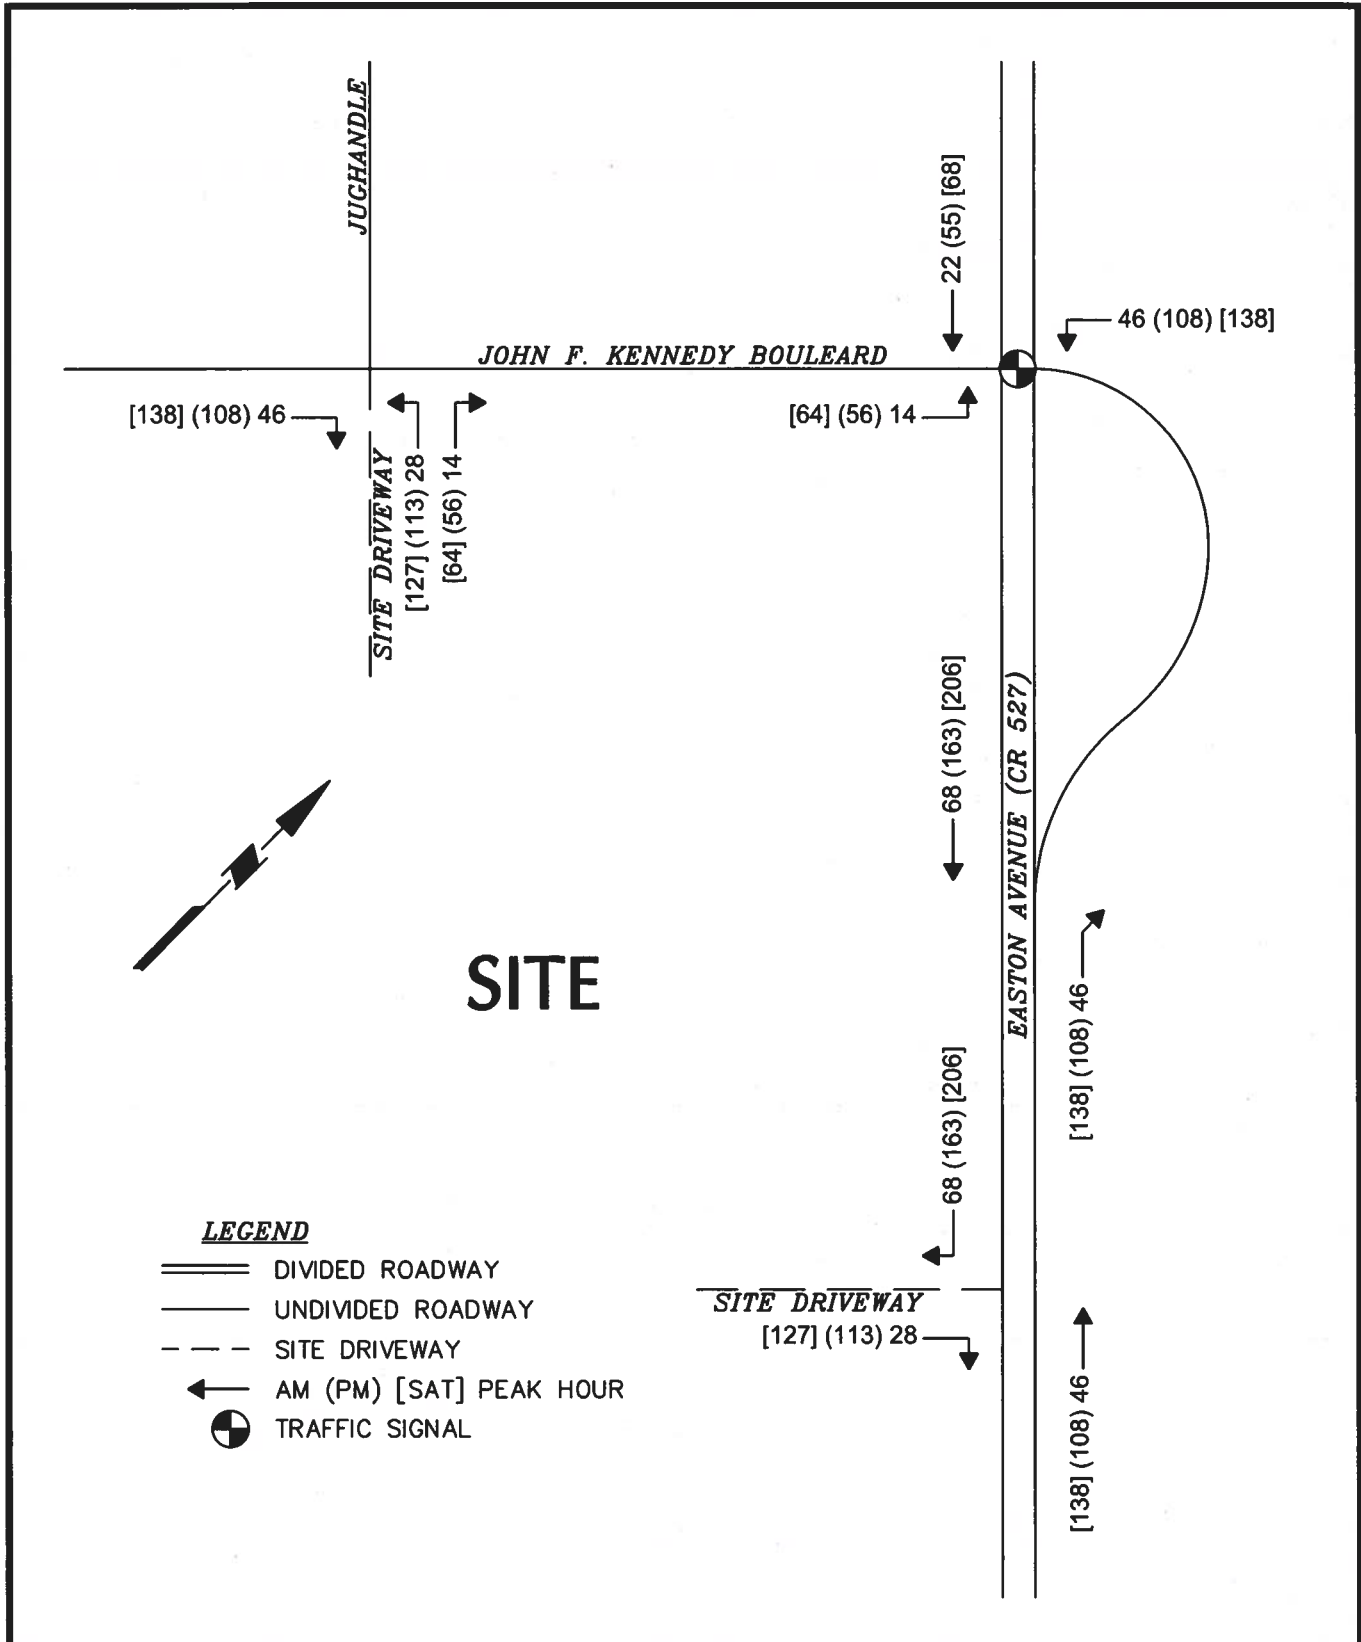 JUGHANDLE
22 (55) [68]
46 (108) [138]
JOHN F. KENNEDY BOULEARD
[138] (108) 46
[64] (56) 14
SITE DRIVEWAY
[127] (113) 28
[64] (56) 14
68 (163) [206]
EASTON AVENUE (CR 527)
[138] (108) 46
SITE
68 (163) [206]
SITE DRIVEWAY
[127] (113) 28
[138] (108) 46
LEGEND
DIVIDED ROADWAY
UNDIVIDED ROADWAY
SITE DRIVEWAY
AM (PM) [SAT] PEAK HOUR
TRAFFIC SIGNAL